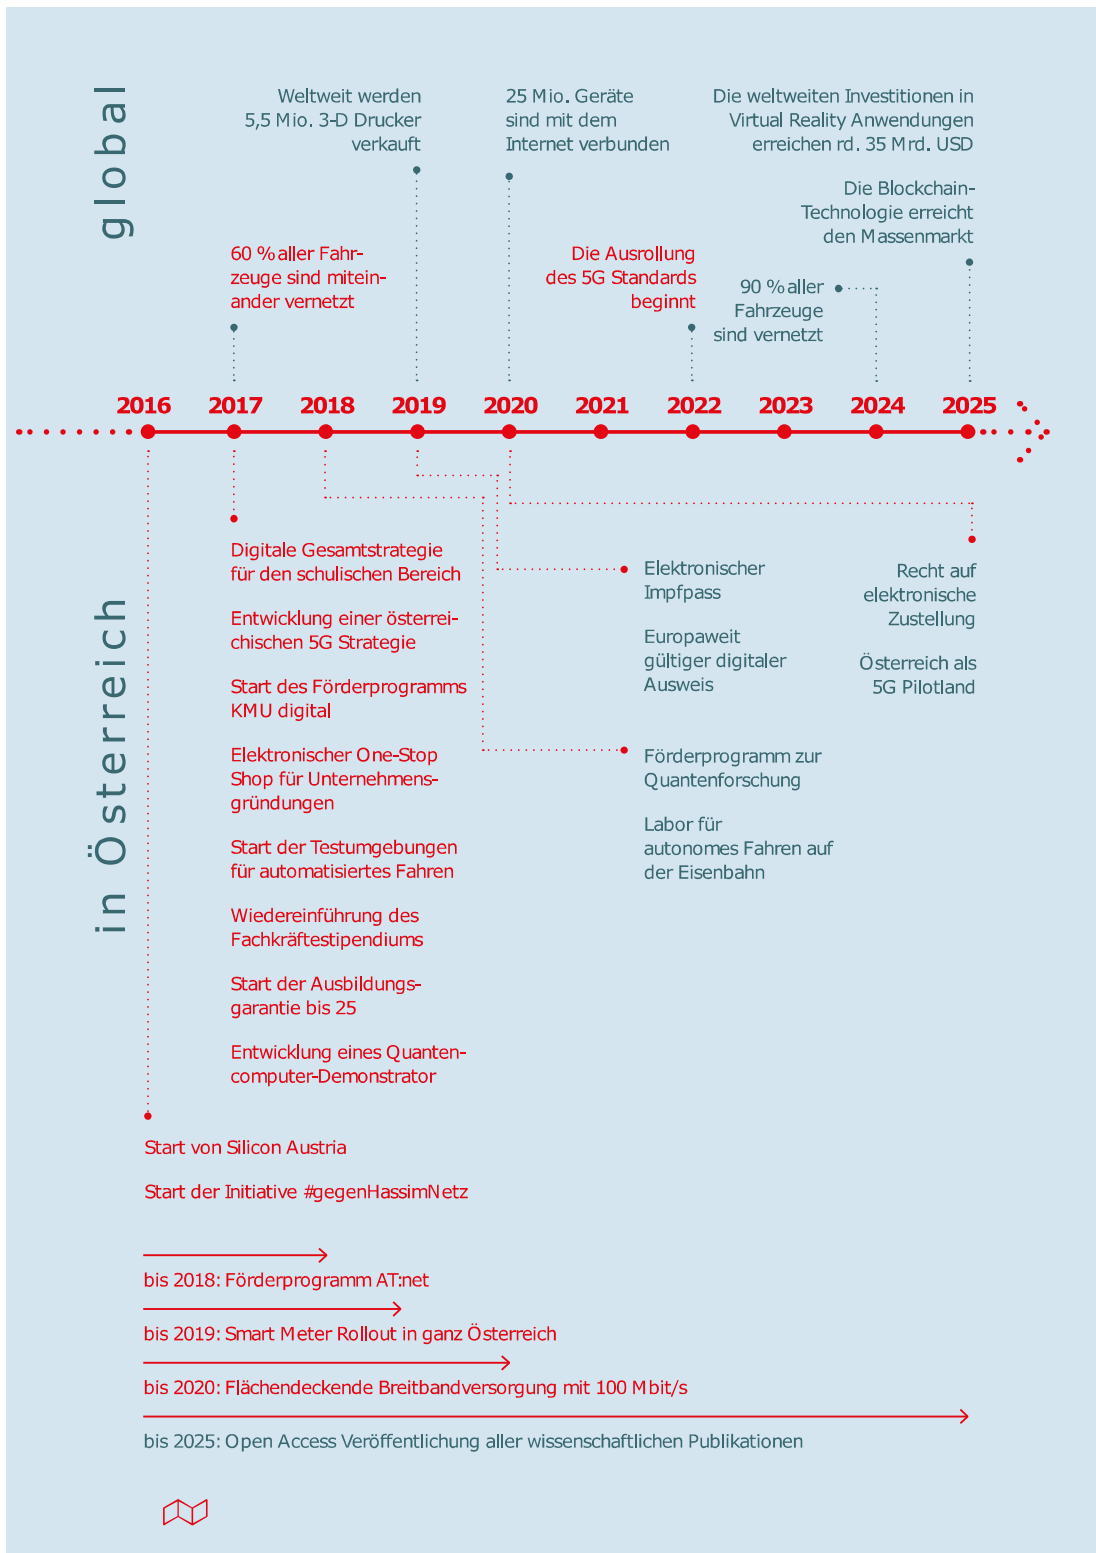 global
Weltweit werden
5,5 Mio. 3-D Drucker
verkauft
25 Mio. Geräte
sind mit dem
Internet verbunden
Die weltweiten Investitionen in
Virtual Reality Anwendungen
erreichen rd. 35 Mrd. USD
Die Blockchain-
Technologie erreicht
den Massenmarkt
60 % aller Fahr-
zeuge sind mitein-
ander vernetzt
Die Ausrollung
des 5G Standards
beginnt
90 % aller
Fahrzeuge
sind vernetzt
2016 2017 2018 2019 2020 2021 2022 2023 2024 2025
in Österreich
Digitale Gesamtstrategie
für den schulischen Bereich
Entwicklung einer österrei-
chischen 5G Strategie
Start des Förderprogramms
KMU digital
Elektronischer One-Stop
Shop für Unternehmens-
gründungen
Start der Testumgebungen
für automatisiertes Fahren
Wiedereinführung des
Fachkräftestipendiums
Start der Ausbildungs-
garantie bis 25
Entwicklung eines Quanten-
computer-Demonstrator
Elektronischer
Impfpass
Europaweit
gültiger digitaler
Ausweis
Förderprogramm zur
Quantenforschung
Labor für
autonomes Fahren auf
der Eisenbahn
Recht auf
elektronische
Zustellung
Österreich als
5G Pilotland
Start von Silicon Austria
Start der Initiative #gegenHassimNetz
bis 2018: Förderprogramm AT:net
bis 2019: Smart Meter Rollout in ganz Österreich
bis 2020: Flächendeckende Breitbandversorgung mit 100 Mbit/s
bis 2025: Open Access Veröffentlichung aller wissenschaftlichen Publikationen